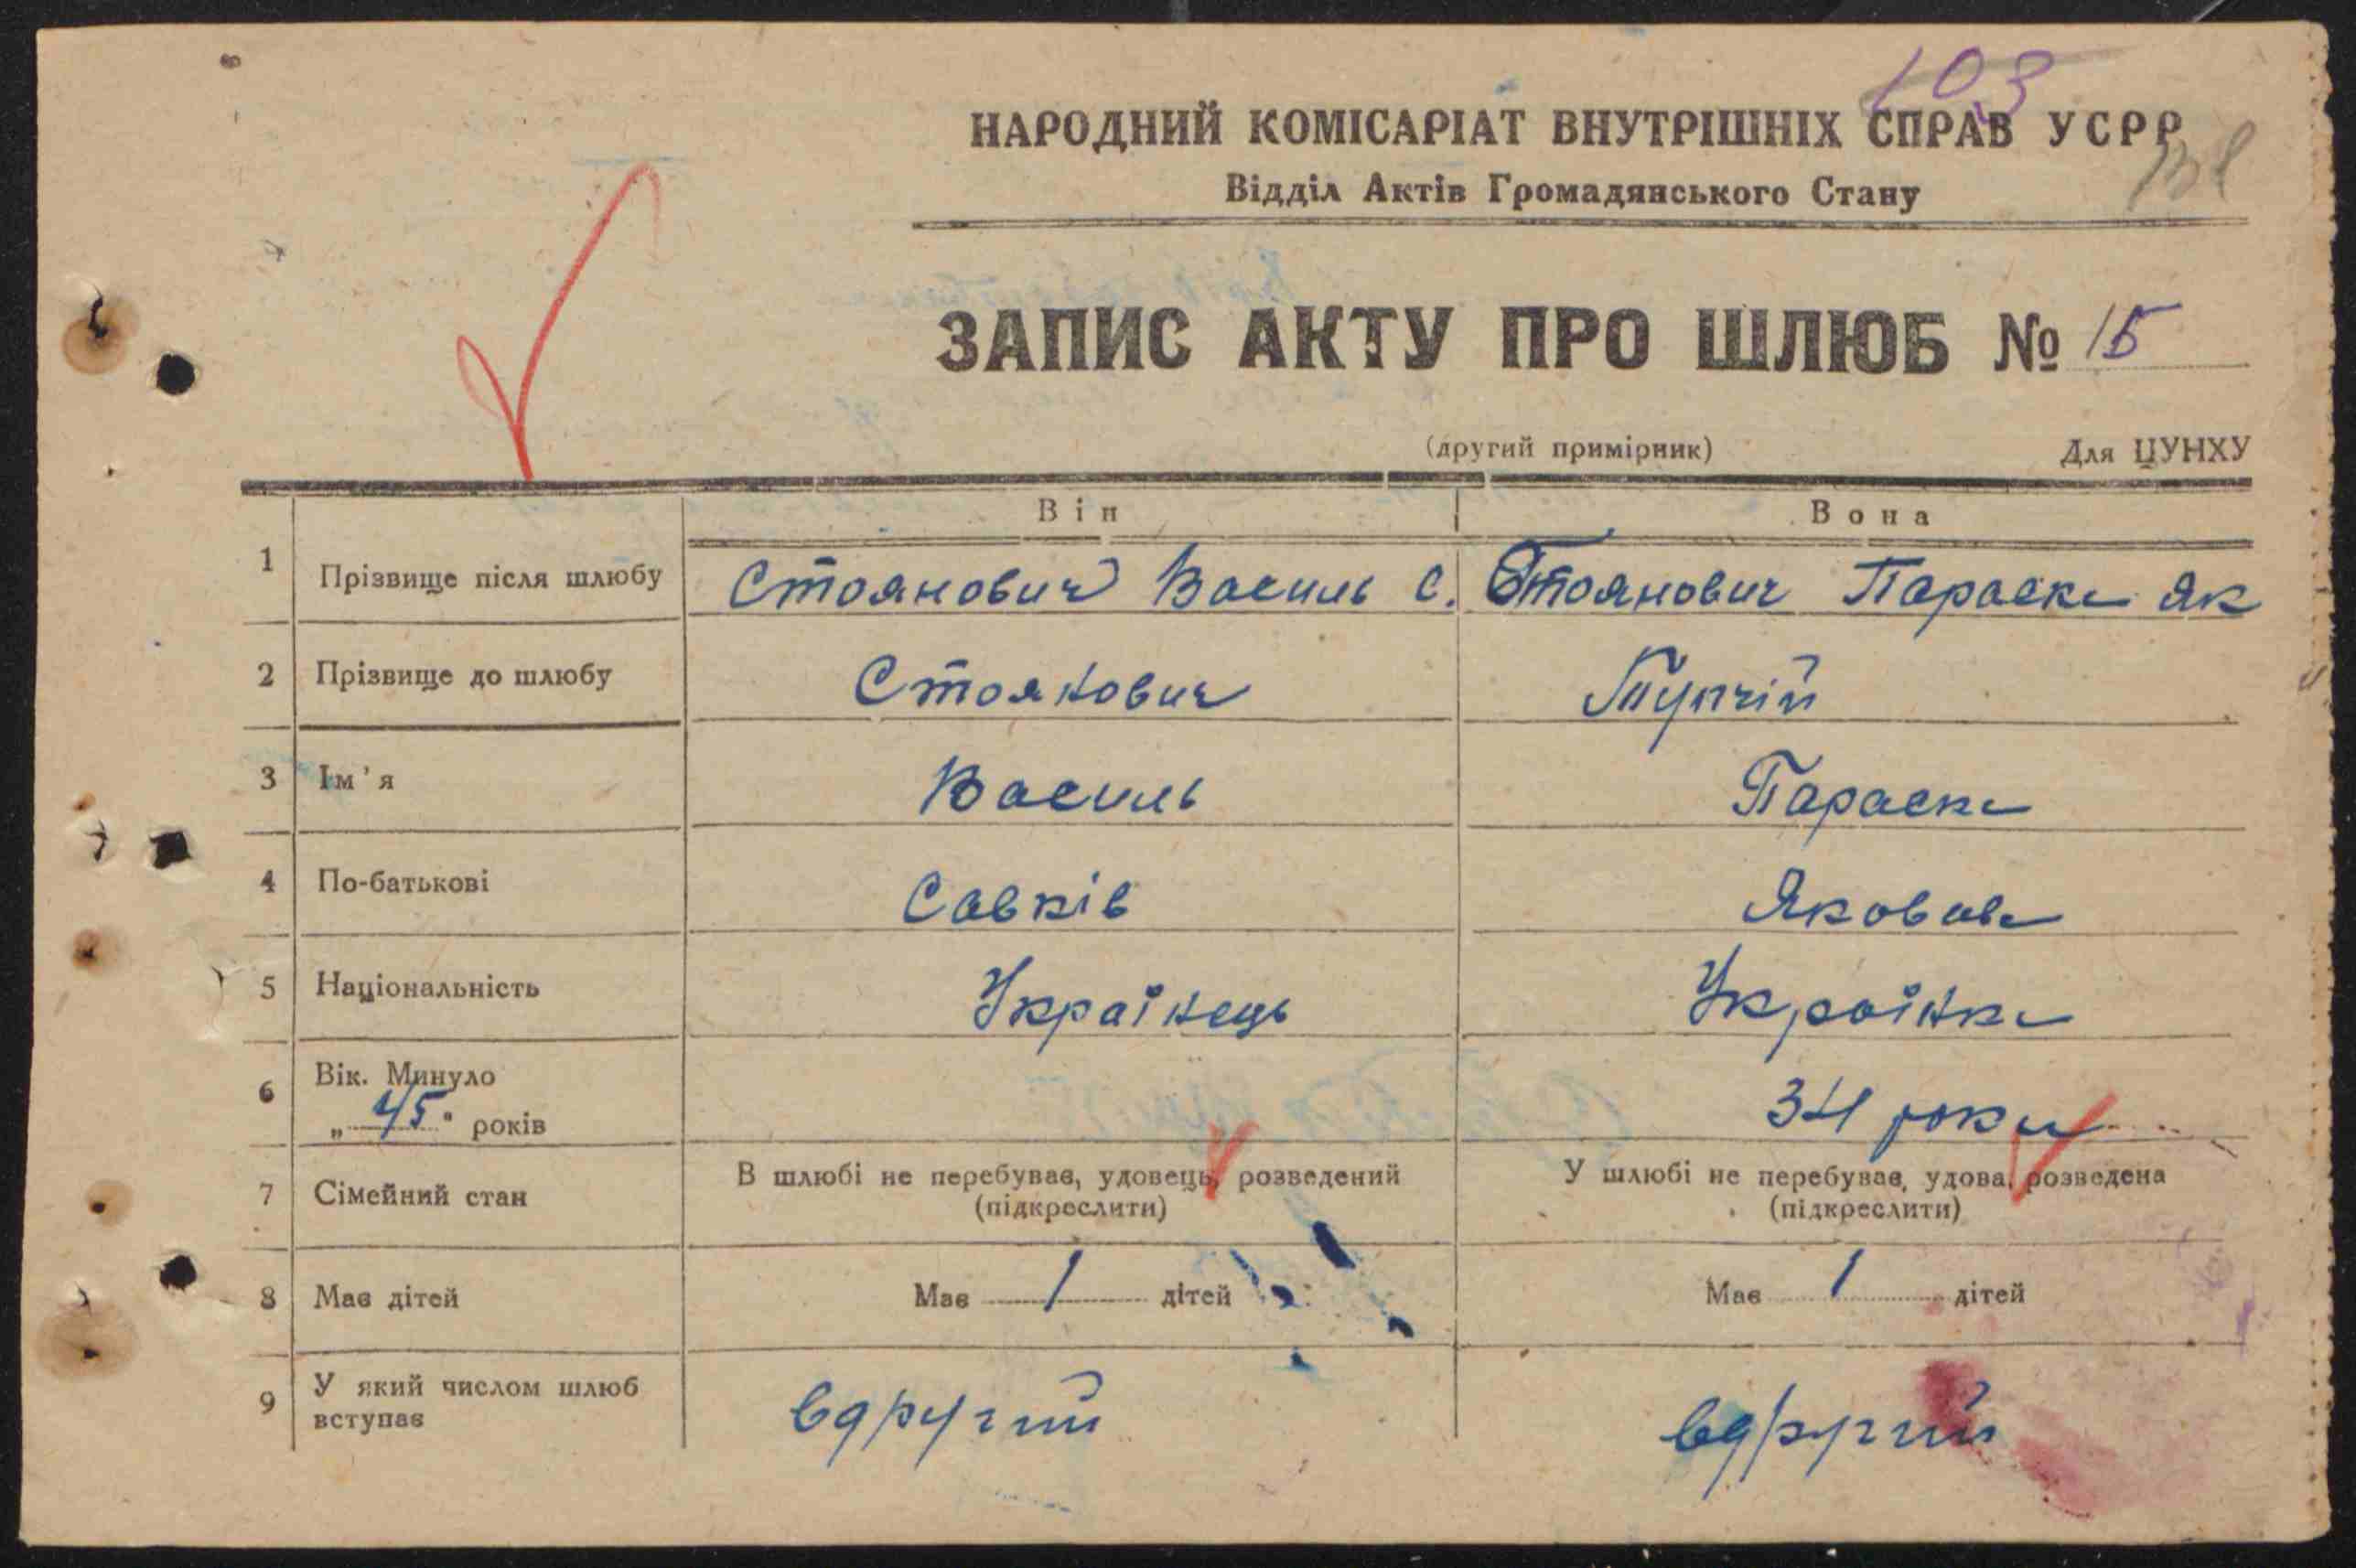 103
НАРОДНИЙ КОМІСАРІАТ ВНУТРІШНІХ СПРАВ УСРР
Відділ Актів Громадянського Стану
ЗАПИС АКТУ ПРО ШЛЮБ № 15
(другий примірник) Для ЦУНХУ
Він Вона
1 Прізвище після шлюбу Стоянович Василь С. Стоянович Параска Як
2 Прізвище до шлюбу Стоянович Тупчій
3 Ім'я Василь Параска
4 По-батькові Савків Яковова
5 Національність Українець Українка
6 Вік. Минуло
„45" років 34 роки
7 Сімейний стан В шлюбі не перебував, удовець, розведений У шлюбі не перебував, удова, розведена
(підкреслити) (підкреслити)
8 Має дітей Має 1 дітей Має 1 дітей
9 У який числом шлюб
вступає вдругий вдругий